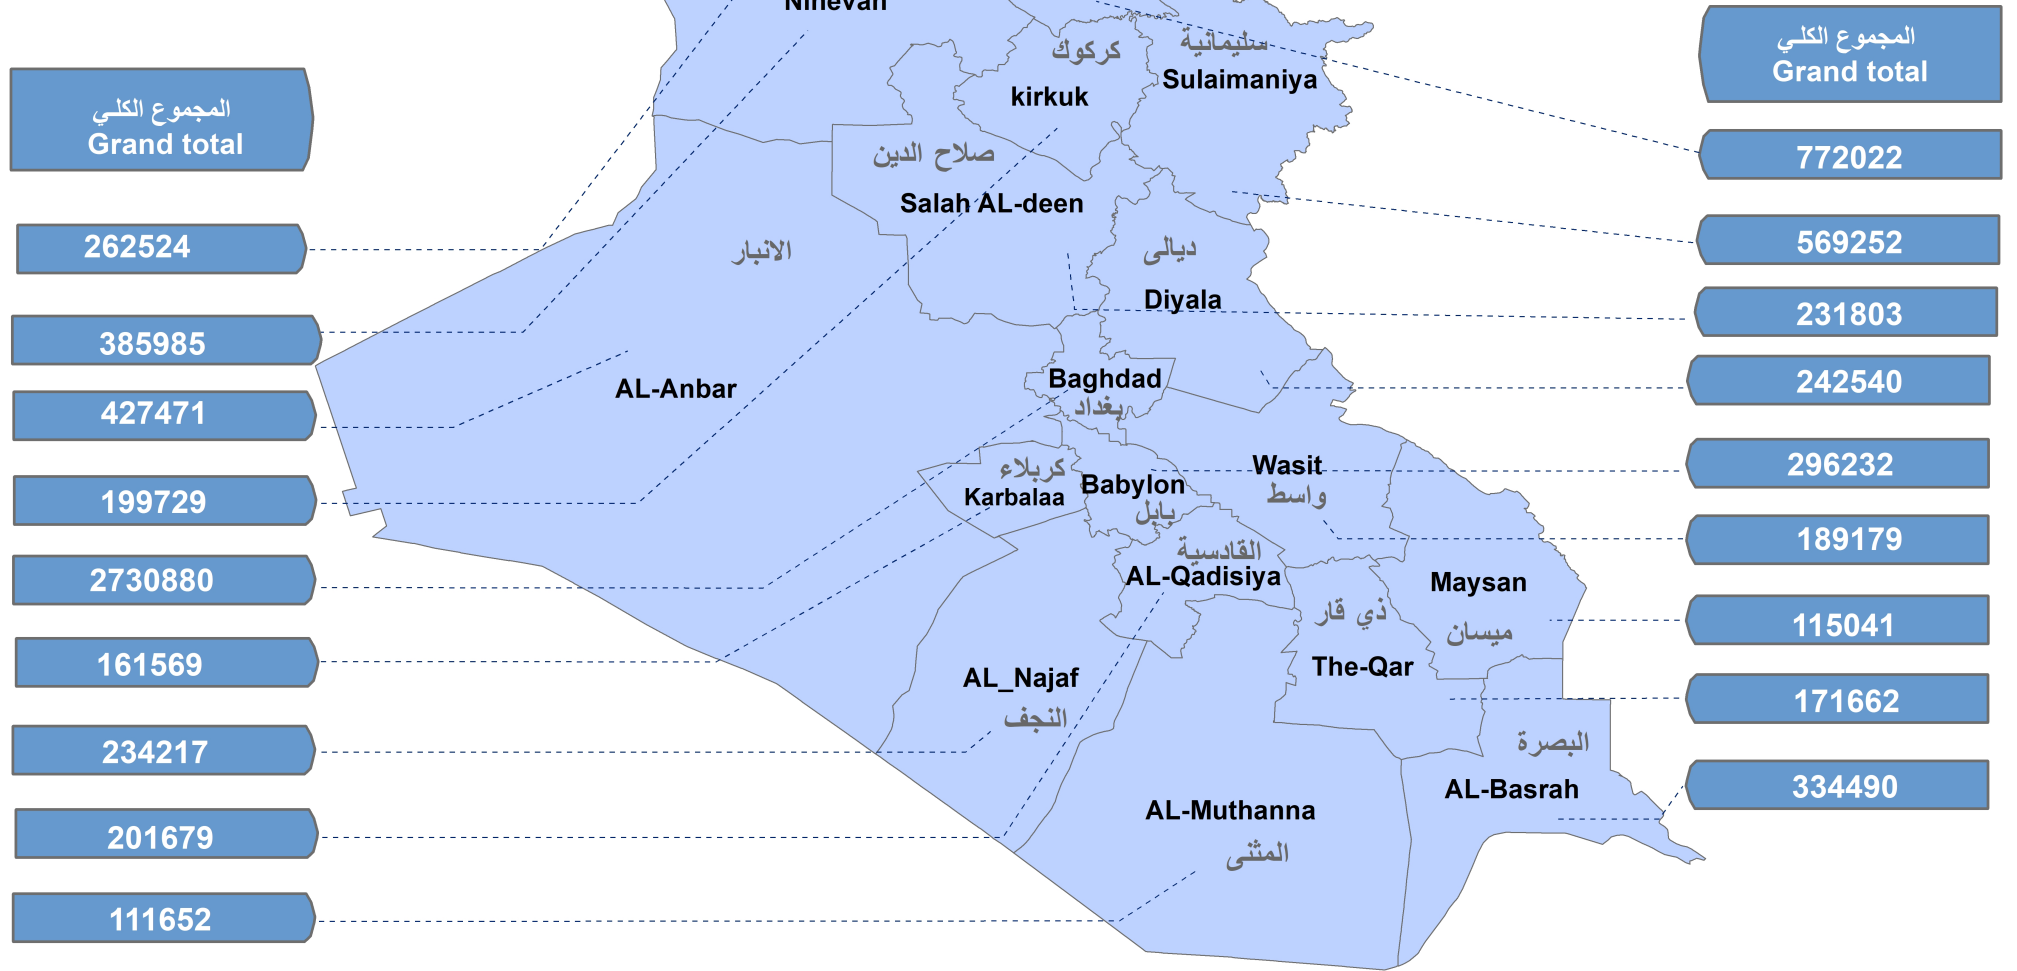 Ninevah
المجموع الكلي
Grand total
262524
385985
427471
199729
2730880
161569
234217
201679
111652
كركوك
kirkuk
سليمانية
Sulaimaniya
صلاح الدين
Salah AL-deen
الانبار
AL-Anbar
ديالى
Diyala
Baghdad
بغداد
كربلاء
Karbalaa
Babylon
بابل
Wasit
واسط
القادسية
AL-Qadisiya
Maysan
ميسان
ذي قار
The-Qar
AL_Najaf
النجف
البصرة
AL-Basrah
AL-Muthanna
المثنى
المجموع الكلي
Grand total
772022
569252
231803
242540
296232
189179
115041
171662
334490